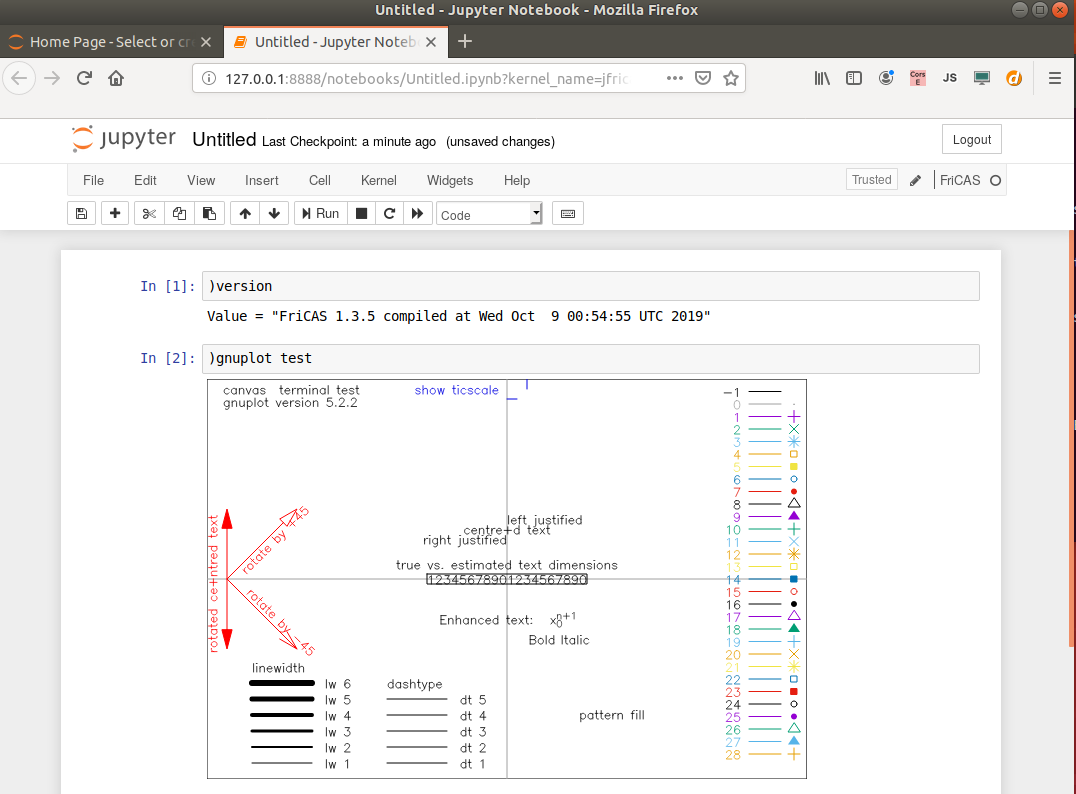 Untitled - Jupyter Notebook - Mozilla Firefox
Home Page - Select or cr
Untitled - Jupyter Noteb
127.0.0.1:8888/notebooks/Untitled.ipynb?kernel_name=jfric
Cors E
JS
jupyter Untitled Last Checkpoint: a minute ago (unsaved changes)
Logout
File Edit View Insert Cell Kernel Widgets Help
Trusted
FriCAS
Run
Code
In [1]: )version
Value = "FriCAS 1.3.5 compiled at Wed Oct  9 00:54:55 UTC 2019"
In [2]: )gnuplot test
canvas terminal test
gnuplot version 5.2.2
show ticscale
left justified
centre+d text
right justified
true vs. estimated text dimensions
12345678901234567890
Enhanced text: x₀ⁿ⁺¹
Bold Italic
rotated ce+ntred text
rotate by +45
rotate by -45
linewidth
lw 6
lw 5
lw 4
lw 3
lw 2
lw 1
dashtype
dt 5
dt 4
dt 3
dt 2
dt 1
pattern fill
-1
0
1
2
3
4
5
6
7
8
9
10
11
12
13
14
15
16
17
18
19
20
21
22
23
24
25
26
27
28